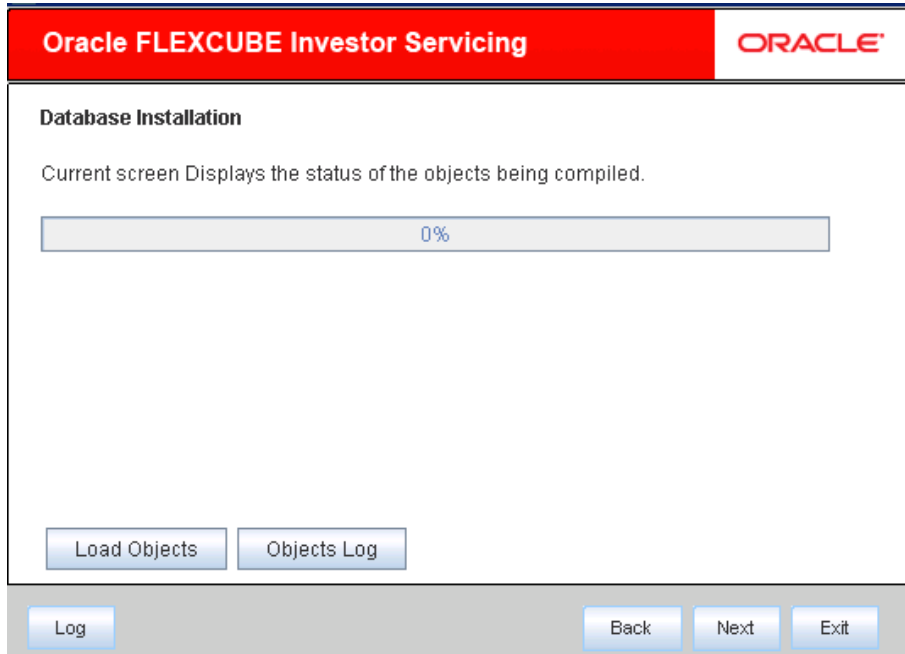 Oracle FLEXCUBE Investor Servicing
ORACLE
Database Installation
Current screen Displays the status of the objects being compiled.
0%
Load Objects
Objects Log
Log
Back
Next
Exit